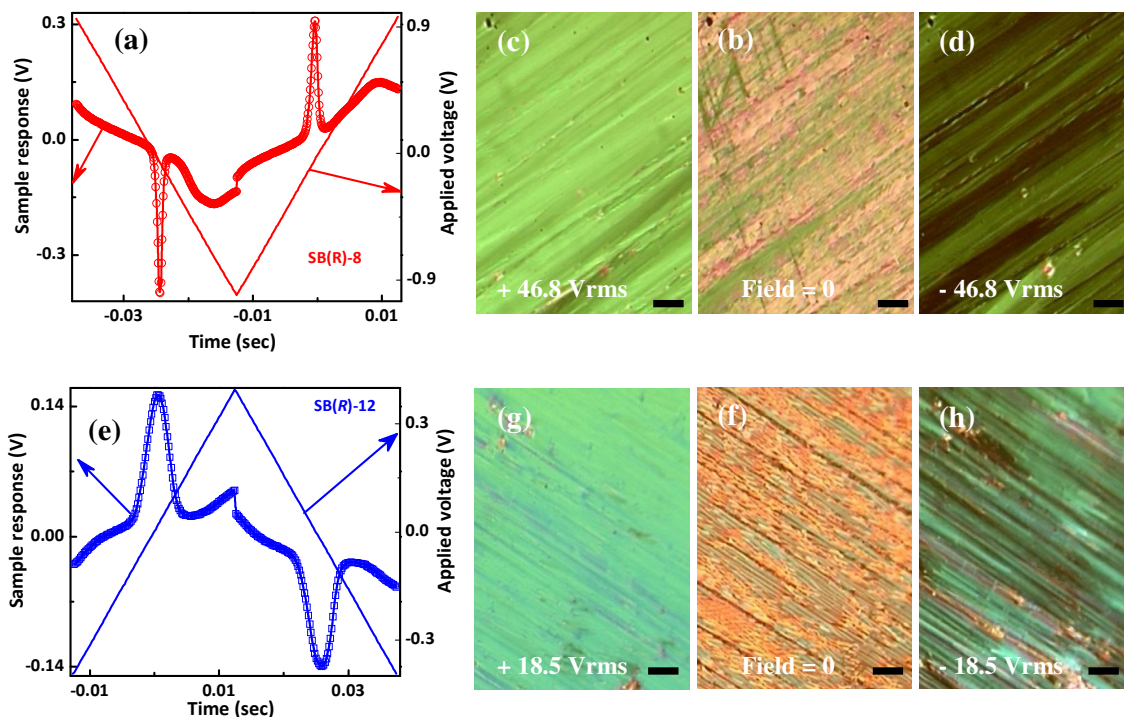 (a)
0.3
0.0
-0.3
Sample response (V)
0.9
0.0
-0.9
Applied voltage (V)
SB(R)-8
-0.03
-0.01
0.01
Time (sec)
(c)
+ 46.8 Vrms
(b)
Field = 0
(d)
- 46.8 Vrms
(e)
0.14
0.00
-0.14
Sample response (V)
0.3
0.0
-0.3
Applied voltage (V)
SB(R)-12
-0.01
0.01
0.03
Time (sec)
(g)
+ 18.5 Vrms
(f)
Field = 0
(h)
- 18.5 Vrms